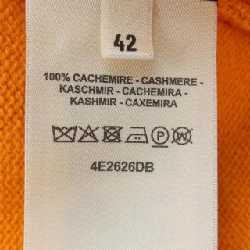 42
100% CACHEMIRE - CASHMERE -
KASCHMIR - CACHEMIRA -
KASHMIR - CAXEMIRA
4E2626DB